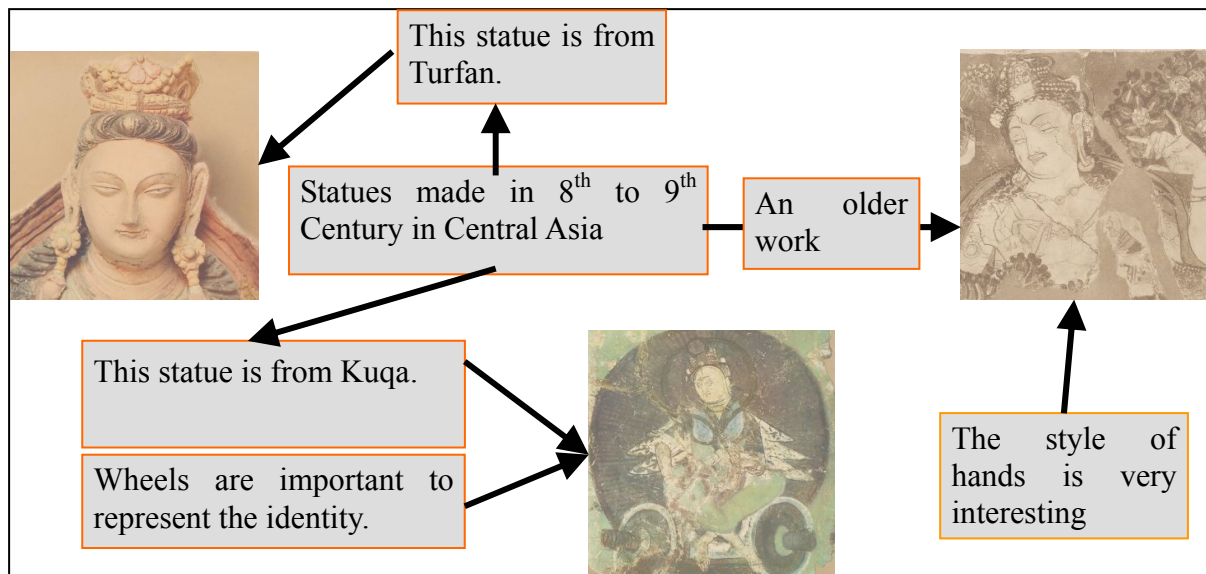 This statue is from
Turfan.
Statues made in 8th to 9th
Century in Central Asia
An older
work
This statue is from Kuqa.
Wheels are important to
represent the identity.
The style of
hands is very
interesting